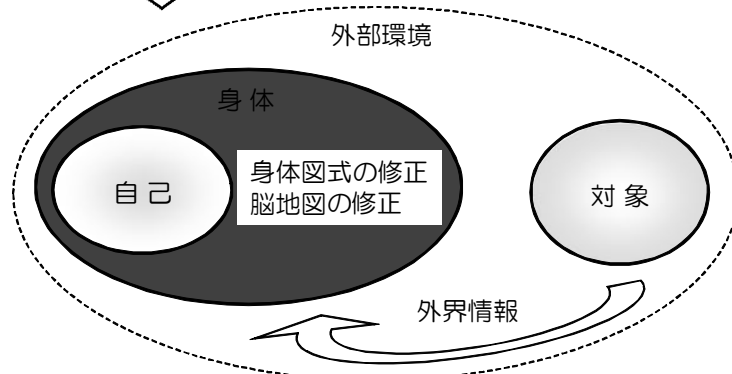 外部環境
身 体
身体図式の修正
脳地図の修正
自 己
対 象
外界情報